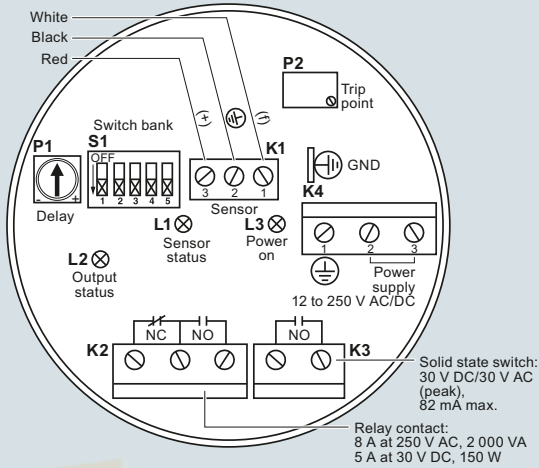 White
Black
Red
P2
Trip
point
(+)
(f)
Switch bank
P1
S1
OFF
K1
GND
- +
1 2 3 4 5
3 2 1
K4
Delay
Sensor
L1
L3
Sensor
status
Power
on
1 2 3
L2
Output
status
Power
supply
12 to 250 V AC/DC
NC
NO
NO
K2
K3
Solid state switch:
30 V DC/30 V AC
(peak),
82 mA max.
Relay contact:
8 A at 250 V AC, 2 000 VA
5 A at 30 V DC, 150 W